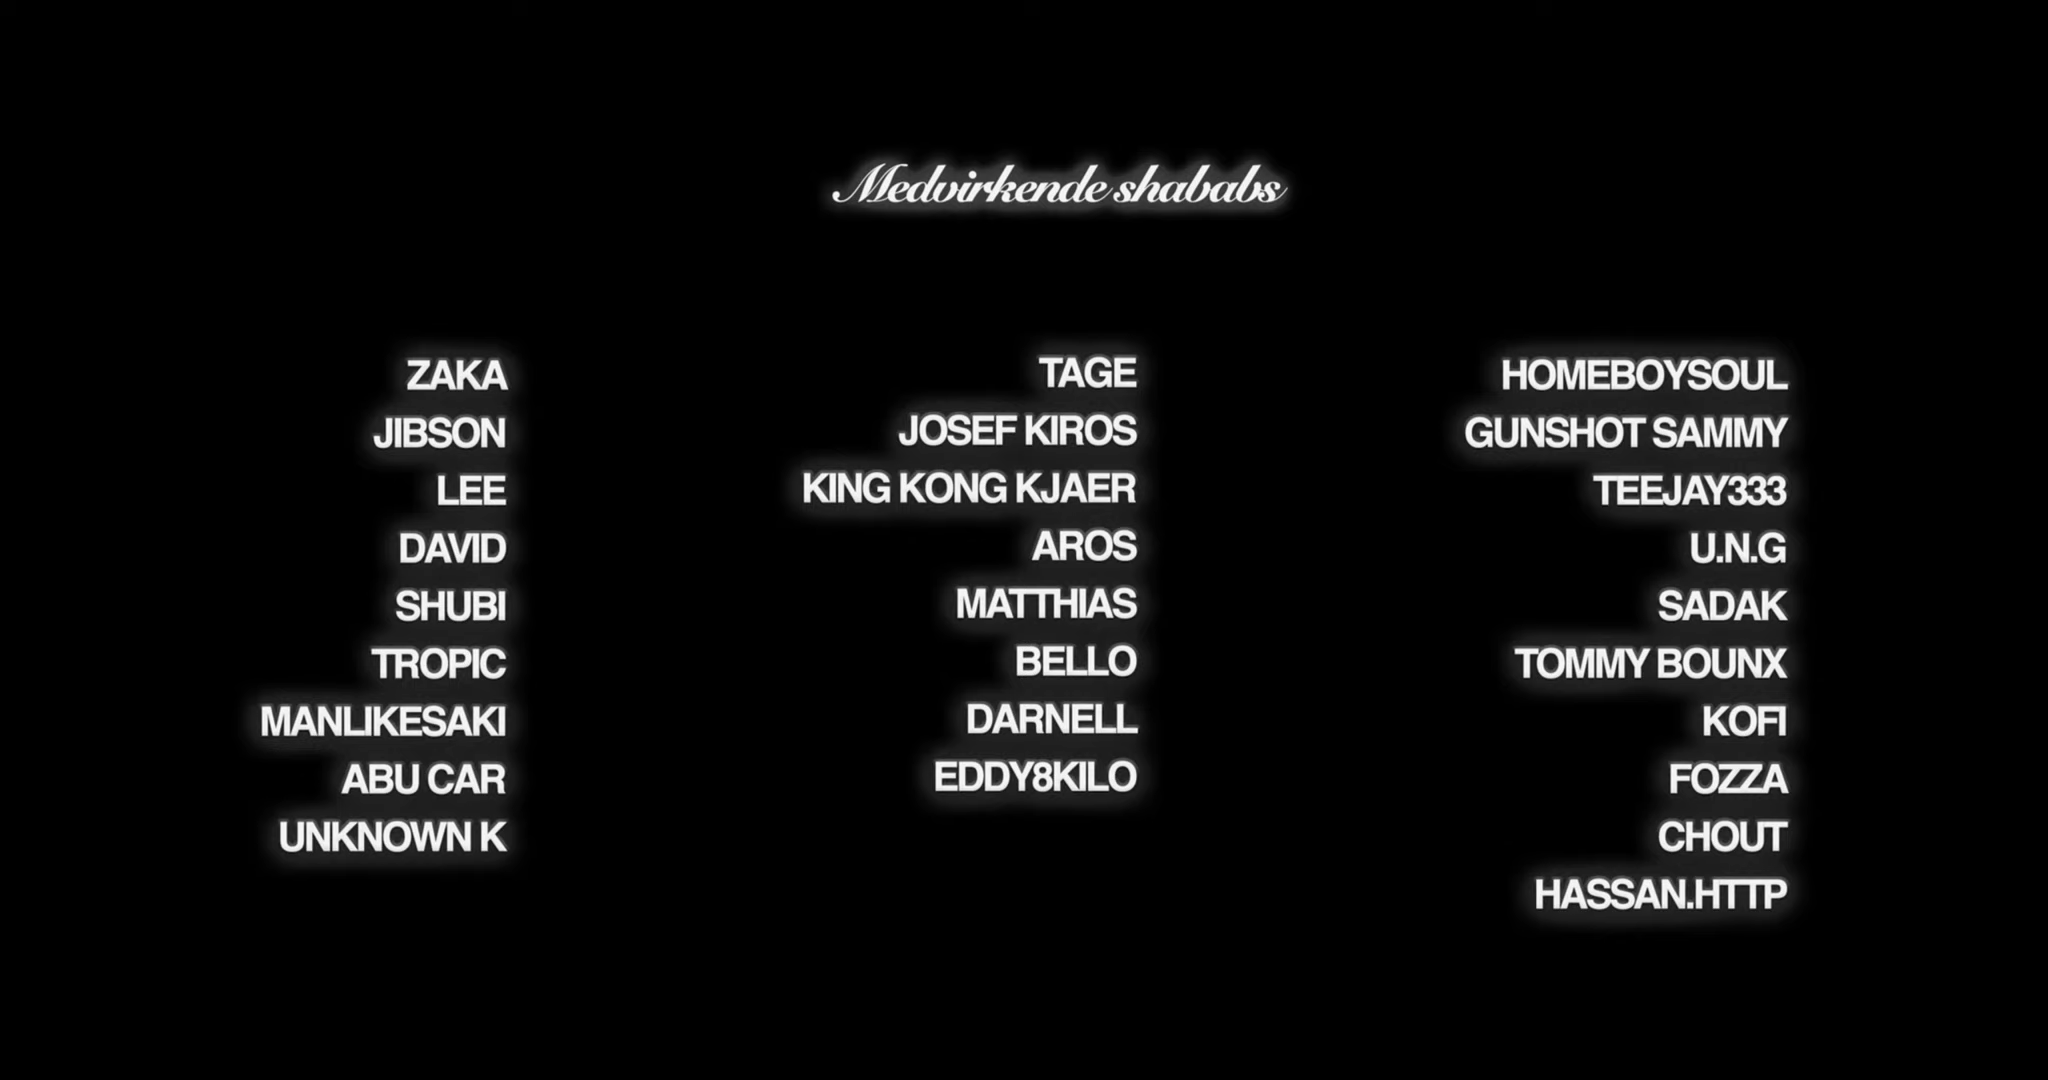 Medvirkende shababs
ZAKA
JIBSON
LEE
DAVID
SHUBI
TROPIC
MANLIKESAKI
ABU CAR
UNKNOWN K
TAGE
JOSEF KIROS
KING KONG KJAER
AROS
MATTHIAS
BELLO
DARNELL
EDDY8KILO
HOMEBOYSOUL
GUNSHOT SAMMY
TEEJAY333
U.N.G
SADAK
TOMMY BOUNX
KOFI
FOZZA
CHOUT
HASSAN.HTTP